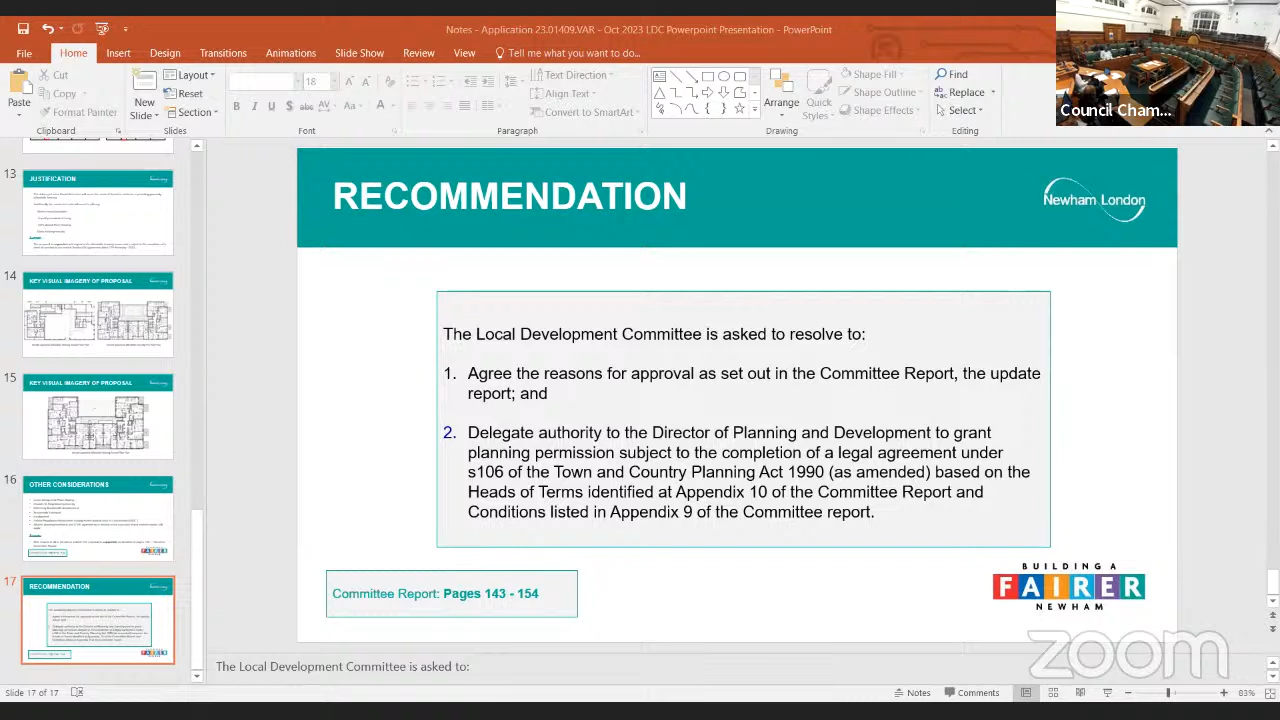 Notes - Application 23.01409.VAR - Oct 2023 LDC Powerpoint Presentation - PowerPoint
File Home Insert Design Transitions Animations Slide Show Review View Tell me what you want to do...
Council Cham...
Paste
Cut
Copy
Format Painter
Clipboard
New Slide
Layout
Reset
Section
Slides
18
Font
Text Direction
Align Text
Convert to SmartArt
Paragraph
Arrange
Quick Styles
Shape Fill
Shape Outline
Shape Effects
Drawing
Find
Replace
Select
Editing
13
JUSTIFICATION
14
KEY VISUAL IMAGERY OF PROPOSAL
15
KEY VISUAL IMAGERY OF PROPOSAL
16
OTHER CONSIDERATIONS
17
RECOMMENDATION
RECOMMENDATION
Newham London
The Local Development Committee is asked to resolve to:
1. Agree the reasons for approval as set out in the Committee Report, the update
report; and
2. Delegate authority to the Director of Planning and Development to grant
planning permission subject to the completion of a legal agreement under
s106 of the Town and Country Planning Act 1990 (as amended) based on the
Heads of Terms identified at Appendix 10 of the Committee Report and
Conditions listed in Appendix 9 of the Committee report.
Committee Report: Pages 143 - 154
BUILDING A
FAIRER
NEWHAM
zoom
The Local Development Committee is asked to:
Slide 17 of 17
Notes Comments 83%